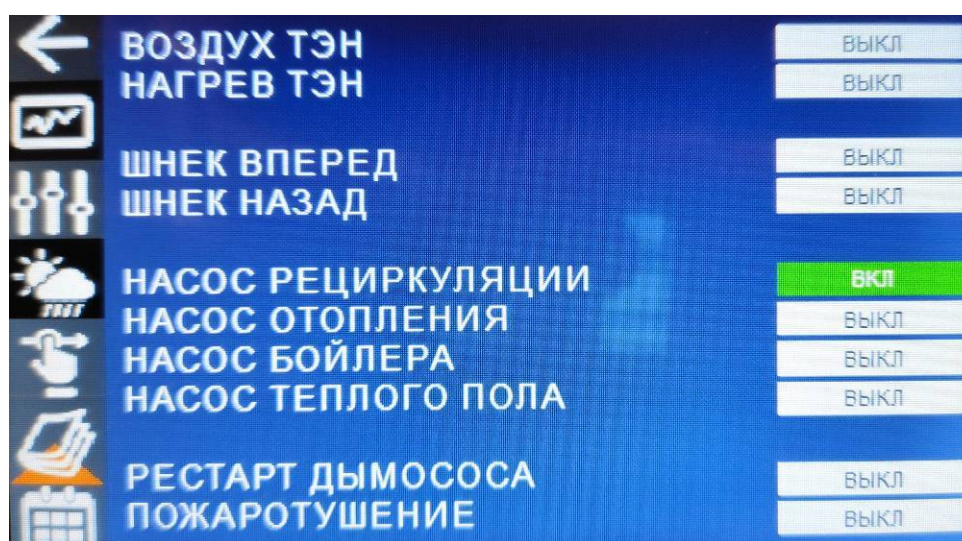 ВОЗДУХ ТЭН ВЫКЛ
НАГРЕВ ТЭН ВЫКЛ
ШНЕК ВПЕРЕД ВЫКЛ
ШНЕК НАЗАД ВЫКЛ
НАСОС РЕЦИРКУЛЯЦИИ ВКЛ
НАСОС ОТОПЛЕНИЯ ВЫКЛ
НАСОС БОЙЛЕРА ВЫКЛ
НАСОС ТЕПЛОГО ПОЛА ВЫКЛ
РЕСТАРТ ДЫМОСОСА ВЫКЛ
ПОЖАРОТУШЕНИЕ ВЫКЛ